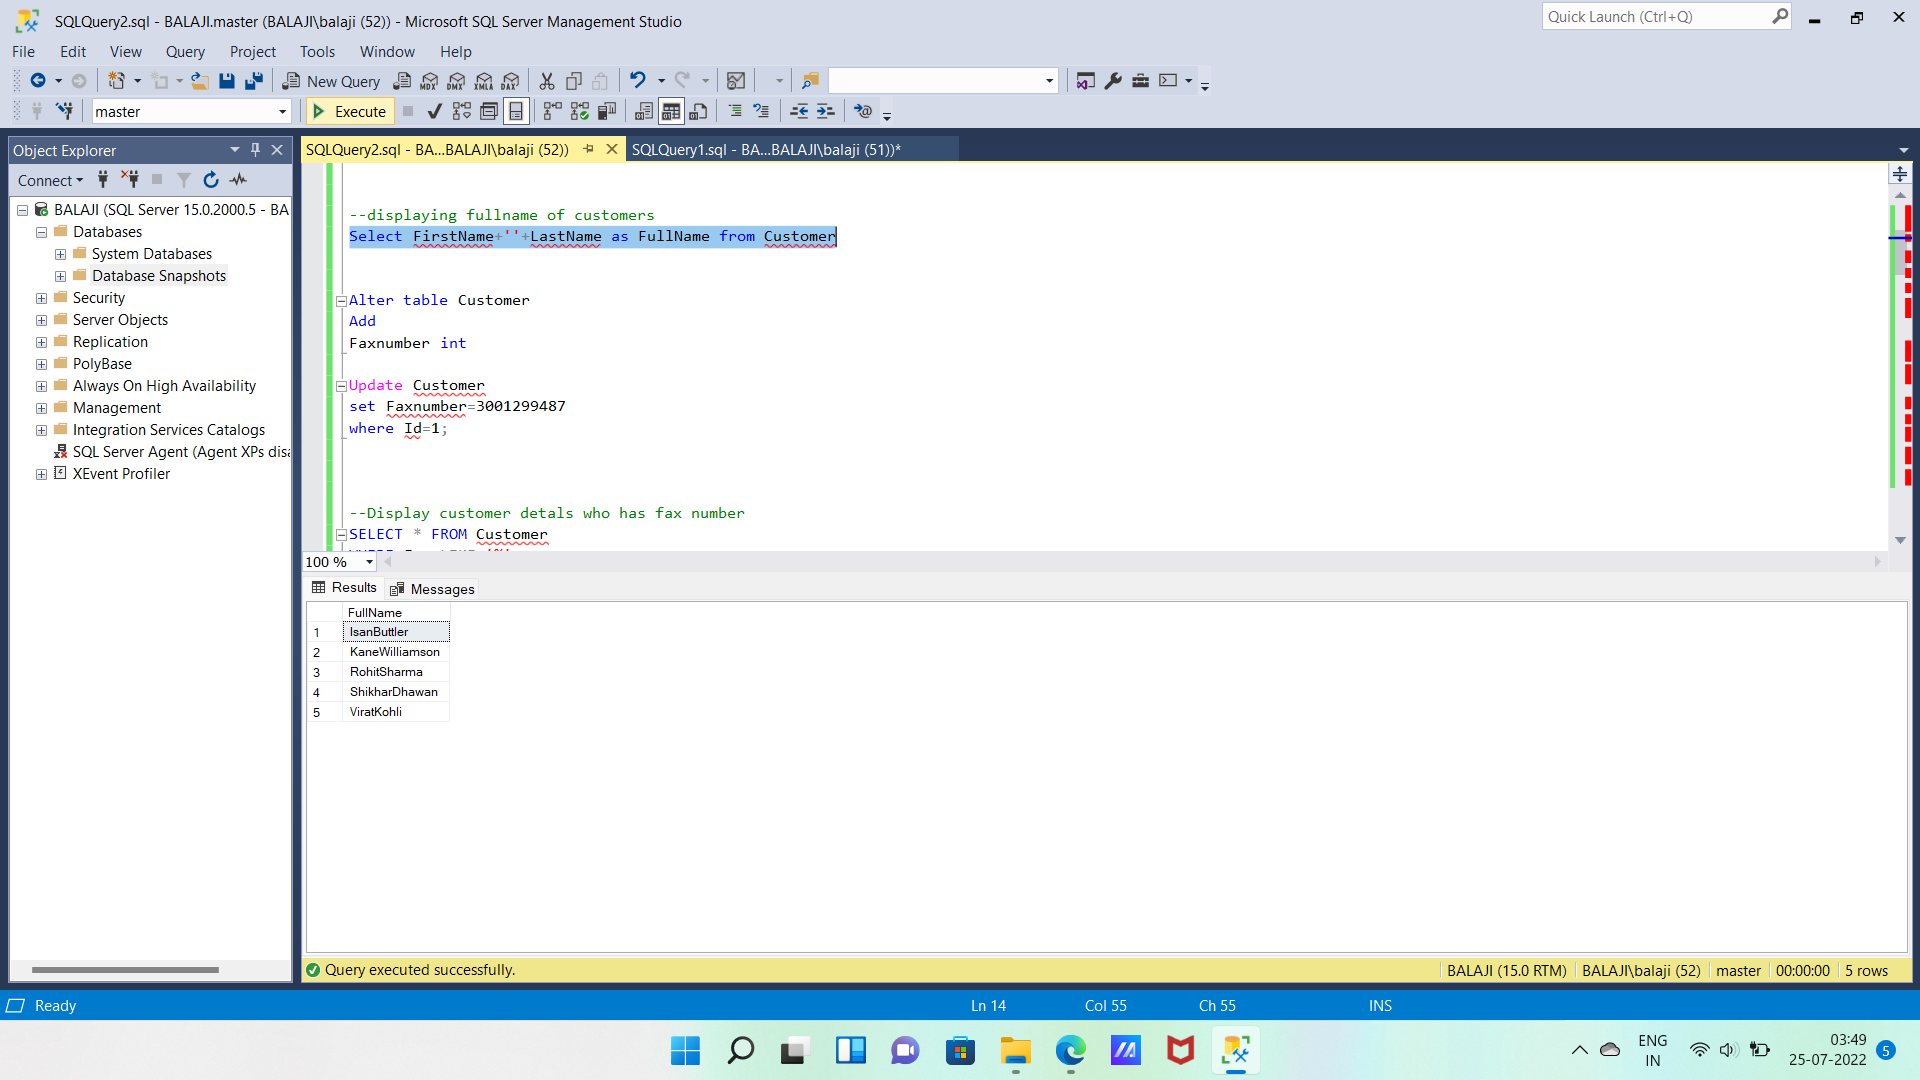 SQLQuery2.sql - BALAJI.master (BALAJI\balaji (52)) - Microsoft SQL Server Management Studio
Quick Launch (Ctrl+Q)
File Edit View Query Project Tools Window Help
New Query MDX DMX XMLA DAX
master Execute
Object Explorer
SQLQuery2.sql - BA...BALAJI\balaji (52))
SQLQuery1.sql - BA...BALAJI\balaji (51))*
Connect
BALAJI (SQL Server 15.0.2000.5 - BA
Databases
System Databases
Database Snapshots
Security
Server Objects
Replication
PolyBase
Always On High Availability
Management
Integration Services Catalogs
SQL Server Agent (Agent XPs disa
XEvent Profiler
--displaying fullname of customers
Select FirstName+''+LastName as FullName from Customer
Alter table Customer
Add
Faxnumber int
Update Customer
set Faxnumber=3001299487
where Id=1;
--Display customer detals who has fax number
SELECT * FROM Customer
100 %
Results Messages
FullName
1 IsanButtler
2 KaneWilliamson
3 RohitSharma
4 ShikharDhawan
5 ViratKohli
Query executed successfully.
BALAJI (15.0 RTM) BALAJI\balaji (52) master 00:00:00 5 rows
Ready Ln 14 Col 55 Ch 55 INS
ENG
IN
03:49
25-07-2022
5